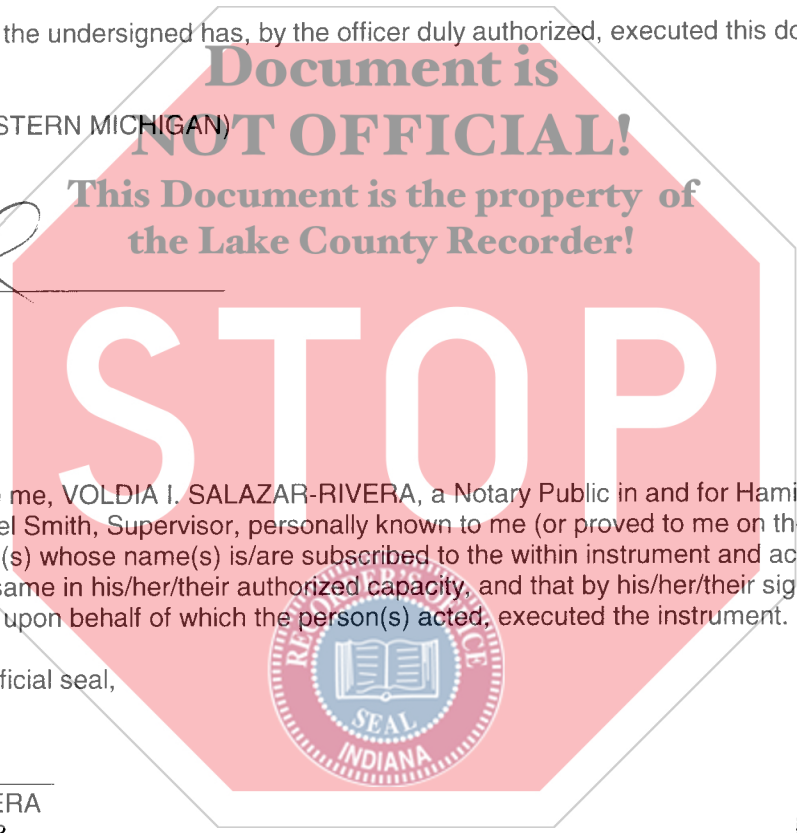 the undersigned has, by the officer duly authorized, executed this do
Document is
STERN MICHIGAN)
NOT OFFICIAL!
This Document is the property of
the Lake County Recorder!
STOP
me, VOLDIA I. SALAZAR-RIVERA, a Notary Public in and for Hami
el Smith, Supervisor, personally known to me (or proved to me on th
(s) whose name(s) is/are subscribed to the within instrument and ac
same in his/her/their authorized capacity, and that by his/her/their sig
upon behalf of which the person(s) acted, executed the instrument.
RECORDER'S OFFICE
ficial seal,
SEAL
INDIANA
ERA